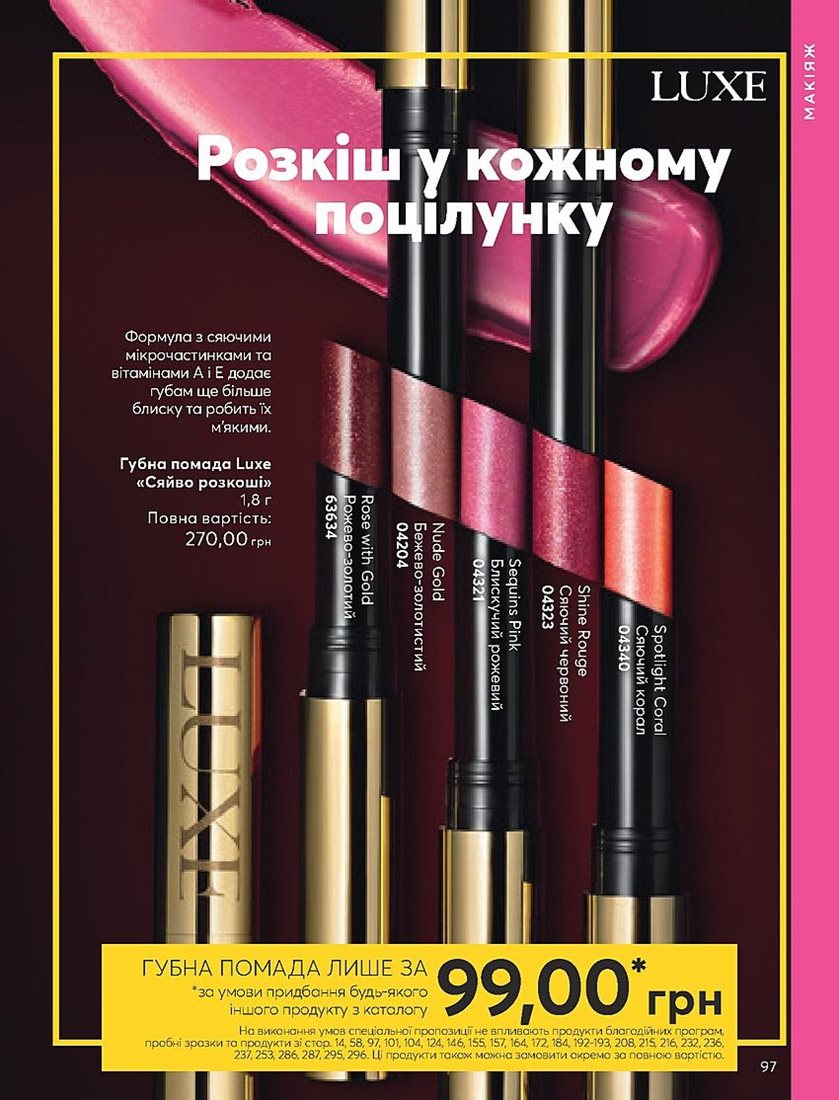 МАКІЯЖ
LUXE
Розкіш у кожному
поцілунку
Формула з сяючими
мікрочастинками та
вітамінами А і Е додає
губам ще більше
блиску та робить їх
м'якими.
Губна помада Luxe
«Сяйво розкоші»
1,8 г
Повна вартість:
270,00 грн
Rose with Gold
Рожево-золотий
63634
Nude Gold
Бежево-золотистий
04204
Sequins Pink
Блискучий рожевий
04321
Shine Rouge
Сяючий червоний
04323
Spotlight Coral
Сяючий корал
04340
LUXE
ГУБНА ПОМАДА ЛИШЕ ЗА
99,00* грн
*за умови придбання будь-якого
іншого продукту з каталогу
На виконання умов спеціальної пропозиції не впливають продукти благодійних програм,
пробні зразки та продукти зі стор. 14, 58, 97, 101, 104, 124, 146, 155, 157, 164, 172, 184, 192-193, 208, 215, 216, 232, 236,
237, 253, 286, 287, 295, 296. Ці продукти також можна замовити окремо за повною вартістю.
97